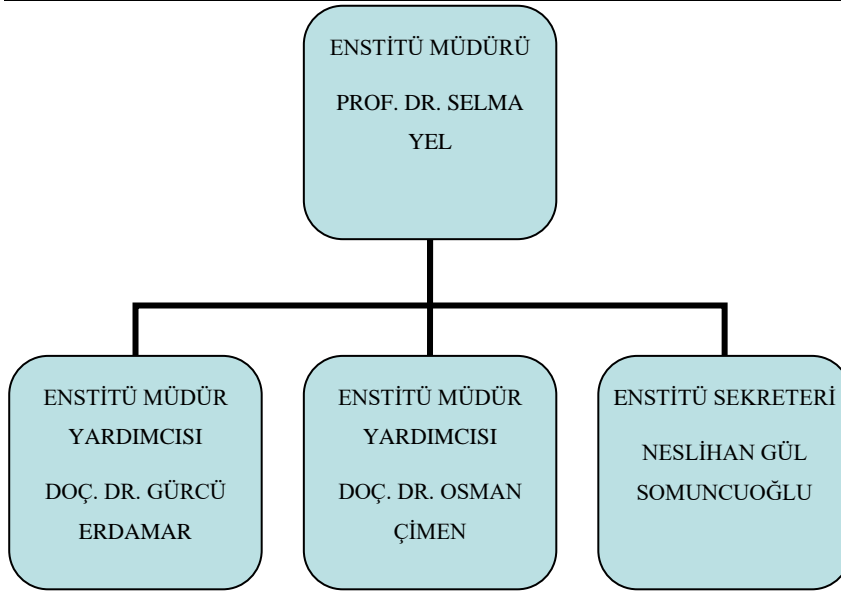 ENSTİTÜ MÜDÜRÜ
PROF. DR. SELMA
YEL
ENSTİTÜ MÜDÜR
YARDIMCISI
DOÇ. DR. GÜRCÜ
ERDAMAR
ENSTİTÜ MÜDÜR
YARDIMCISI
DOÇ. DR. OSMAN
ÇİMEN
ENSTİTÜ SEKRETERİ
NESLİHAN GÜL
SOMUNCUOĞLU